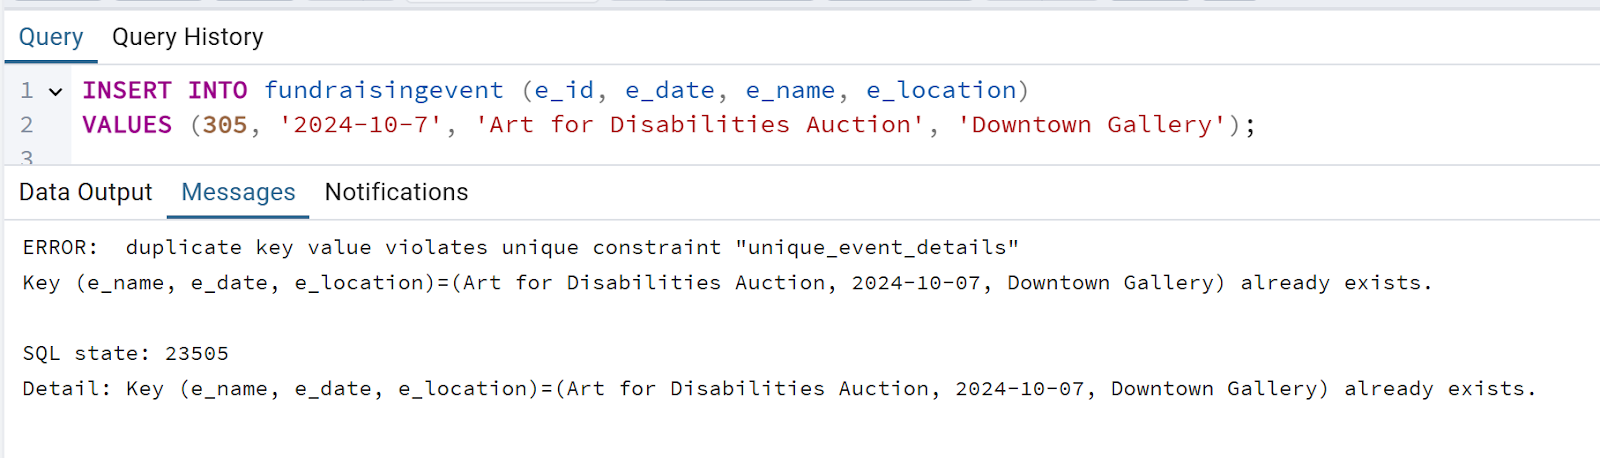 Query Query History
1 INSERT INTO fundraisingevent (e_id, e_date, e_name, e_location)
2 VALUES (305, '2024-10-7', 'Art for Disabilities Auction', 'Downtown Gallery');
3
Data Output Messages Notifications
ERROR:  duplicate key value violates unique constraint "unique_event_details"
Key (e_name, e_date, e_location)=(Art for Disabilities Auction, 2024-10-07, Downtown Gallery) already exists.
SQL state: 23505
Detail: Key (e_name, e_date, e_location)=(Art for Disabilities Auction, 2024-10-07, Downtown Gallery) already exists.